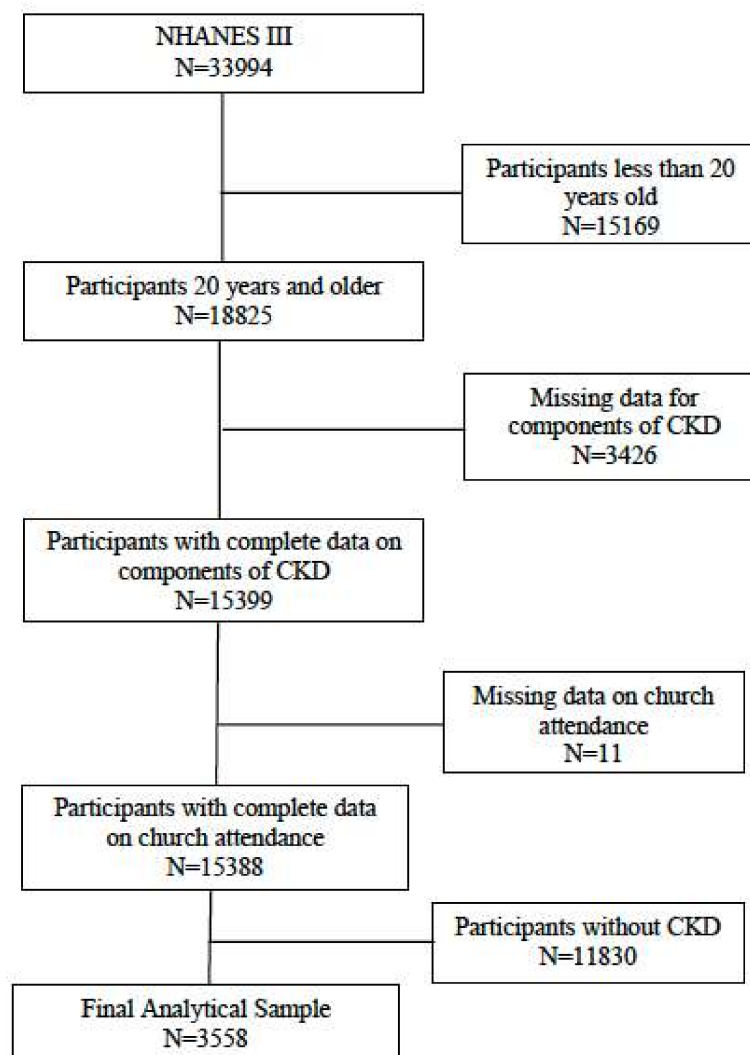 NHANES III
N=33994
Participants less than 20
years old
N=15169
Participants 20 years and older
N=18825
Missing data for
components of CKD
N=3426
Participants with complete data on
components of CKD
N=15399
Missing data on church
attendance
N=11
Participants with complete data
on church attendance
N=15388
Participants without CKD
N=11830
Final Analytical Sample
N=3558